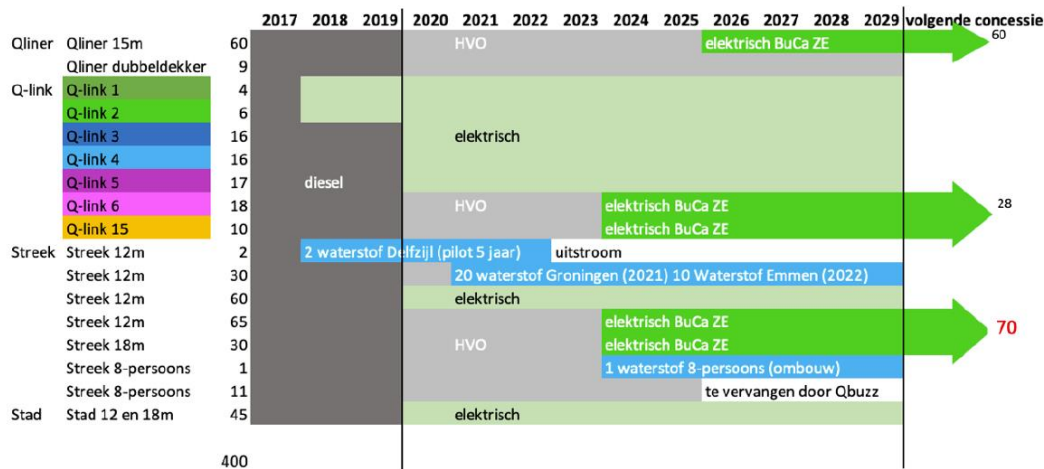 2017 2018 2019 2020 2021 2022 2023 2024 2025 2026 2027 2028 2029 volgende concessie
Qliner Qliner 15m 60 HVO elektrisch BuCa ZE 60
Qliner dubbeldekker 9
Q-link Q-link 1 4
Q-link 2 6
Q-link 3 16 elektrisch
Q-link 4 16
Q-link 5 17 diesel
Q-link 6 18 HVO elektrisch BuCa ZE 28
Q-link 15 10 elektrisch BuCa ZE
Streek Streek 12m 2 2 waterstof Delfzijl (pilot 5 jaar) uitstroom
Streek 12m 30 20 waterstof Groningen (2021) 10 Waterstof Emmen (2022)
Streek 12m 60 elektrisch
Streek 12m 65 elektrisch BuCa ZE 70
Streek 18m 30 HVO elektrisch BuCa ZE
Streek 8-persoons 1 1 waterstof 8-persoons (ombouw)
Streek 8-persoons 11 te vervangen door Qbuzz
Stad Stad 12 en 18m 45 elektrisch
400